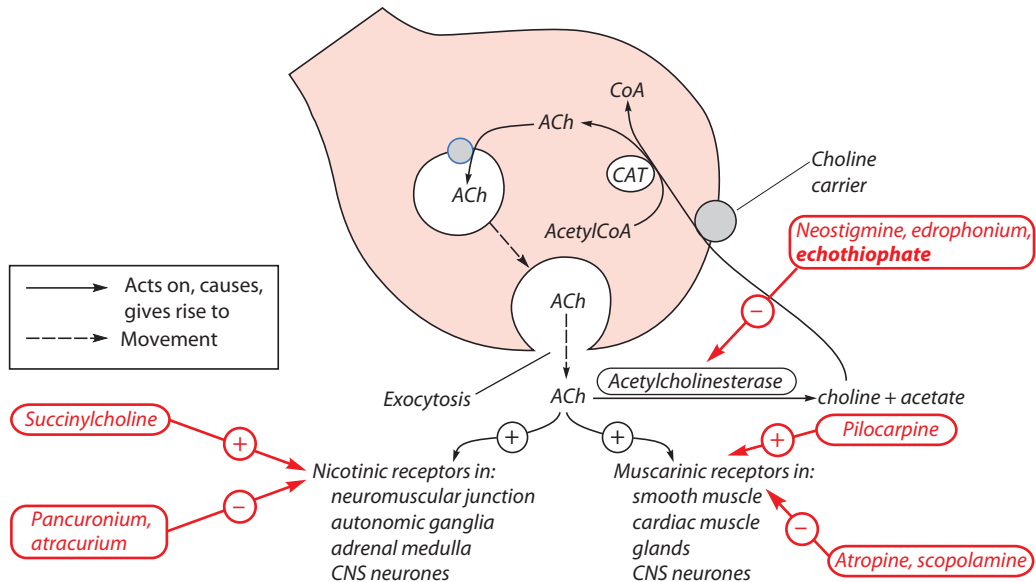 CoA
ACh
Choline
carrier
CAT
ACh
AcetylCoA
Neostigmine, edrophonium,
echothiophate
−
Acts on, causes,
gives rise to
Movement
ACh
Exocytosis
ACh
Acetylcholinesterase
choline + acetate
Succinylcholine
+
+
+
+
Pilocarpine
Nicotinic receptors in:
neuromuscular junction
autonomic ganglia
adrenal medulla
CNS neurones
Muscarinic receptors in:
smooth muscle
cardiac muscle
glands
CNS neurones
Pancuronium,
atracurium
−
−
Atropine, scopolamine